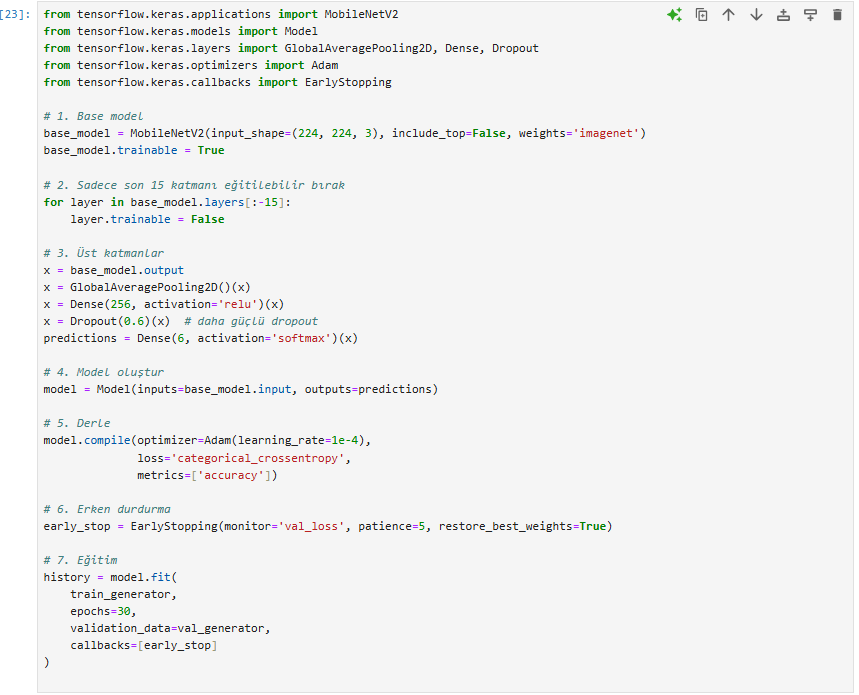 [23]:
from tensorflow.keras.applications import MobileNetV2
from tensorflow.keras.models import Model
from tensorflow.keras.layers import GlobalAveragePooling2D, Dense, Dropout
from tensorflow.keras.optimizers import Adam
from tensorflow.keras.callbacks import EarlyStopping

# 1. Base model
base_model = MobileNetV2(input_shape=(224, 224, 3), include_top=False, weights='imagenet')
base_model.trainable = True

# 2. Sadece son 15 katmanı eğitilebilir bırak
for layer in base_model.layers[:-15]:
    layer.trainable = False

# 3. Üst katmanlar
x = base_model.output
x = GlobalAveragePooling2D()(x)
x = Dense(256, activation='relu')(x)
x = Dropout(0.6)(x)  # daha güçlü dropout
predictions = Dense(6, activation='softmax')(x)

# 4. Model oluştur
model = Model(inputs=base_model.input, outputs=predictions)

# 5. Derle
model.compile(optimizer=Adam(learning_rate=1e-4),
              loss='categorical_crossentropy',
              metrics=['accuracy'])

# 6. Erken durdurma
early_stop = EarlyStopping(monitor='val_loss', patience=5, restore_best_weights=True)

# 7. Eğitim
history = model.fit(
    train_generator,
    epochs=30,
    validation_data=val_generator,
    callbacks=[early_stop]
)